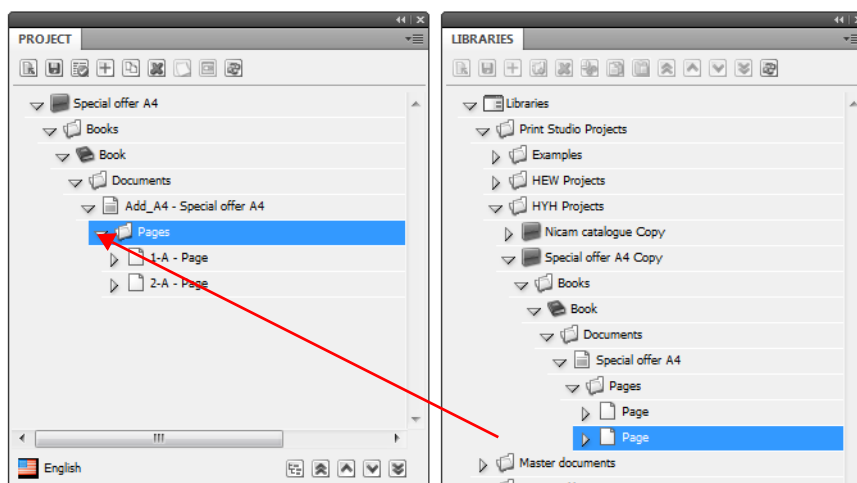 PROJECT
Special offer A4
Books
Book
Documents
Add_A4 - Special offer A4
Pages
1-A - Page
2-A - Page
English
LIBRARIES
Libraries
Print Studio Projects
Examples
HEW Projects
HYH Projects
Nicam catalogue Copy
Special offer A4 Copy
Books
Book
Documents
Special offer A4
Pages
Page
Page
Master documents